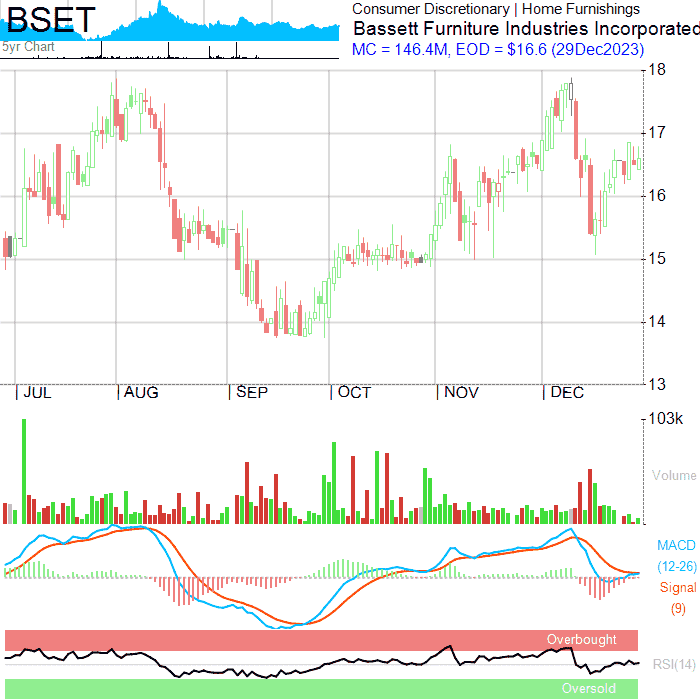 BSET
5yr Chart
Consumer Discretionary | Home Furnishings
Bassett Furniture Industries Incorporated
MC = 146.4M, EOD = $16.6 (29Dec2023)
18
17
16
15
14
13
JUL AUG SEP OCT NOV DEC
103k
Volume
MACD
(12-26)
Signal
(9)
Overbought
RSI(14)
Oversold